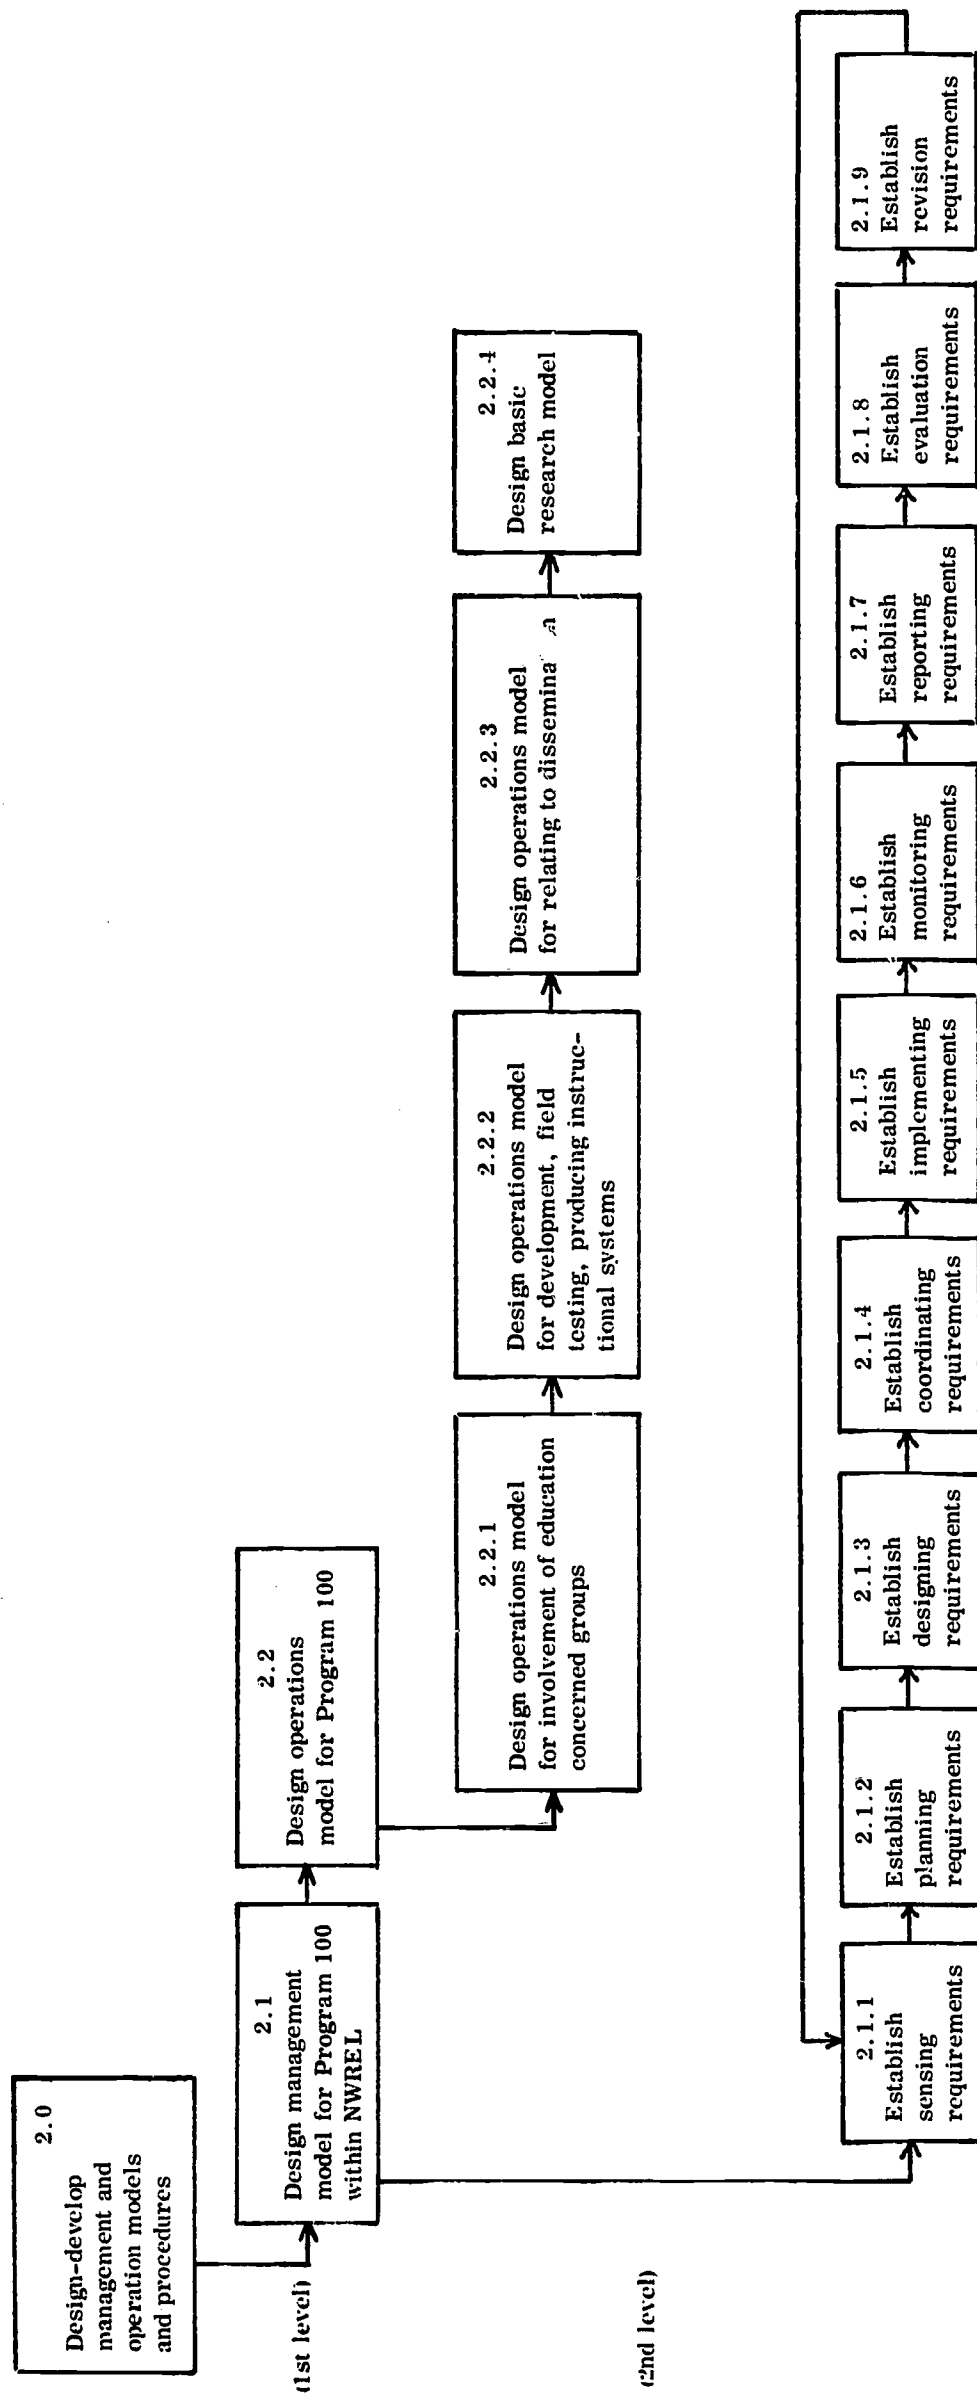 2.0
Design-develop
management and
operation models
and procedures
(1st level)
2.1
Design management
model for Program 100
within NWREL
2.2
Design operations
model for Program 100
(2nd level)
2.2.1
Design operations model
for involvement of education
concerned groups
2.2.2
Design operations model
for development, field
testing, producing instruc-
tional systems
2.2.3
Design operations model
for relating to
2.2.4
Design basic
research model
2.1.1
Establish
sensing
requirements
2.1.2
Establish
planning
requirements
2.1.3
Establish
designing
requirements
2.1.4
Establish
coordinating
requirements
2.1.5
Establish
implementing
requirements
2.1.6
Establish
monitoring
requirements
2.1.7
Establish
reporting
requirements
2.1.8
Establish
evaluation
requirements
2.1.9
Establish
revision
requirements